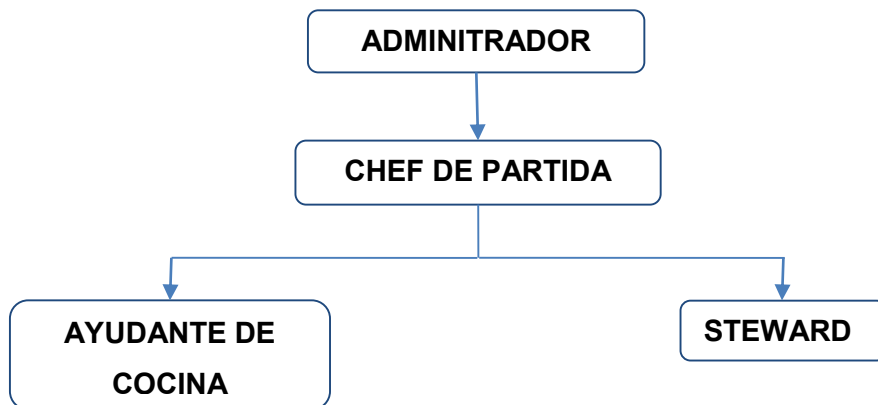 ADMINITRADOR
CHEF DE PARTIDA
AYUDANTE DE
COCINA
STEWARD